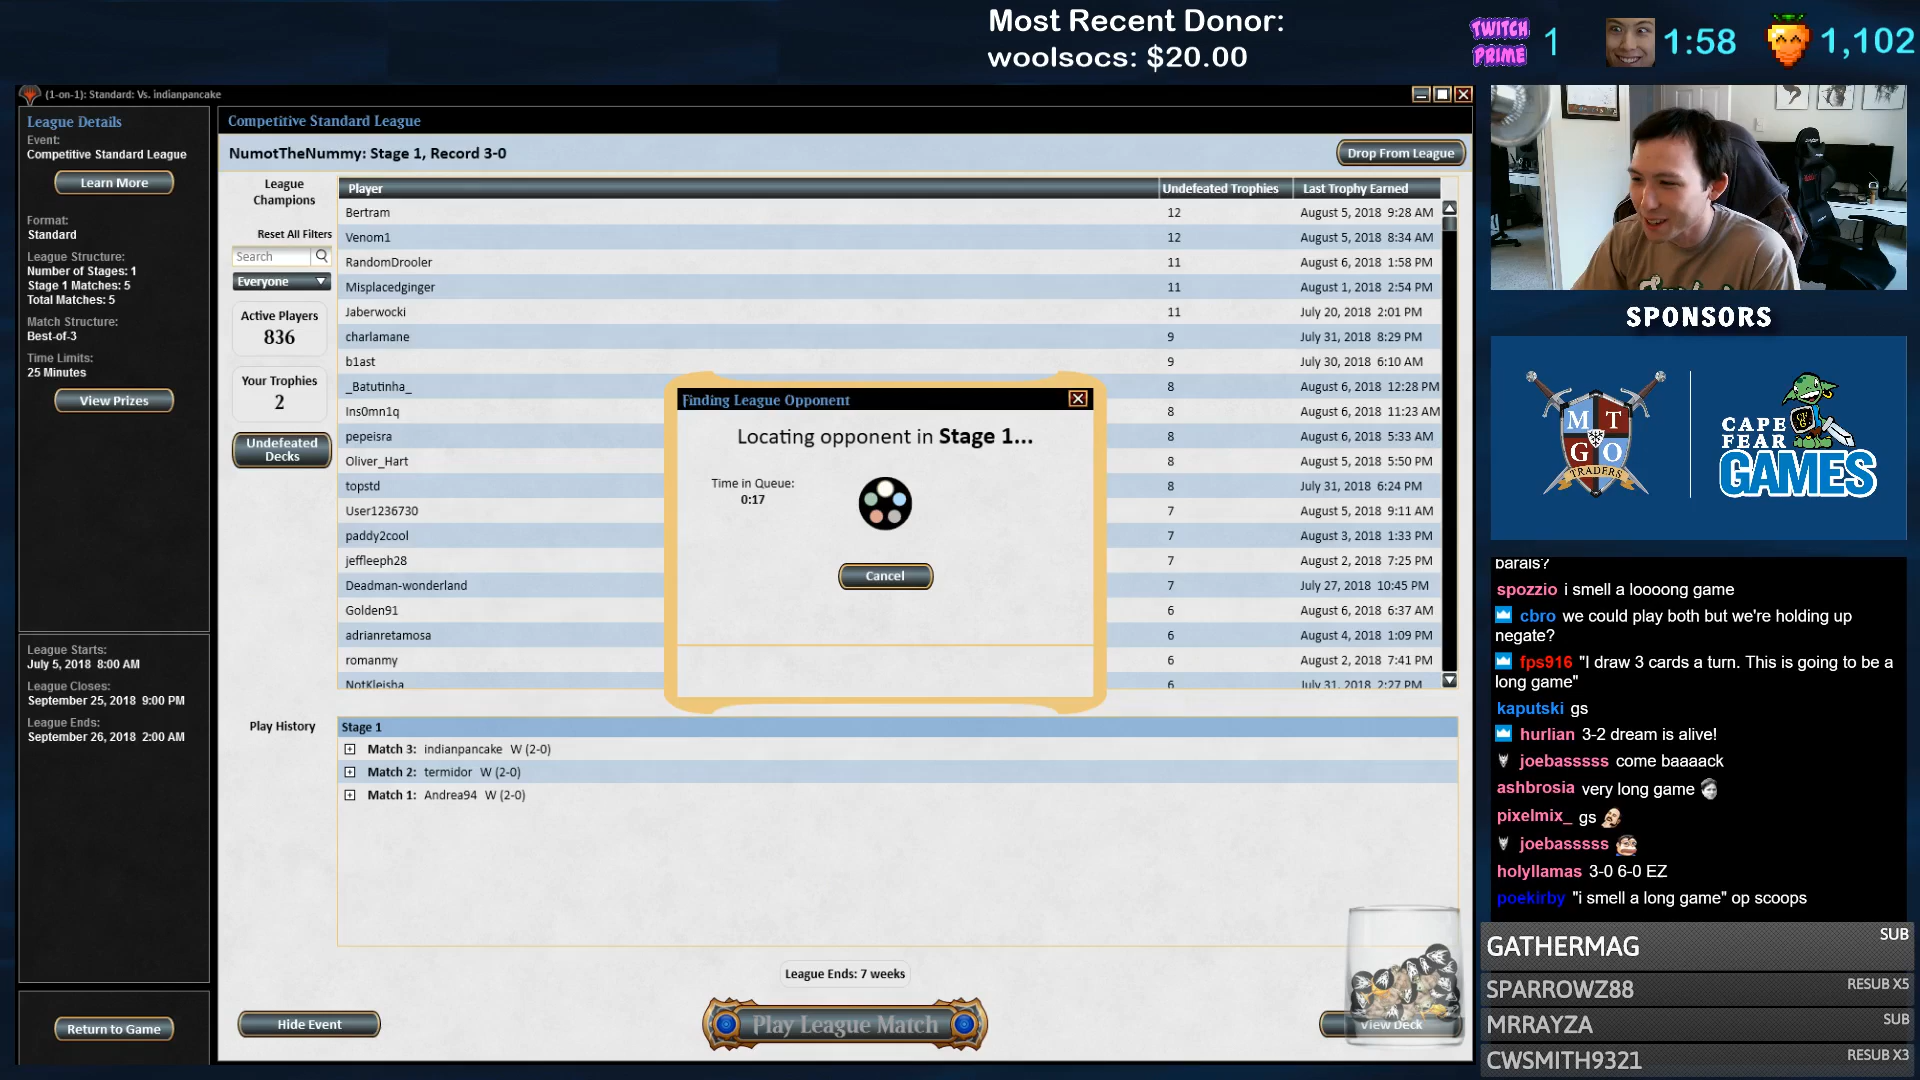 Most Recent Donor:
woolsocs: $20.00
TWITCH PRIME 1
1:58
1,102
(1-on-1): Standard: Vs. indianpancake
League Details
Event:
Competitive Standard League
Learn More
Format:
Standard
League Structure:
Number of Stages: 1
Stage 1 Matches: 5
Total Matches: 5
Match Structure:
Best-of-3
Time Limits:
25 Minutes
View Prizes
League Starts:
July 5, 2018 8:00 AM
League Closes:
September 25, 2018 9:00 PM
League Ends:
September 26, 2018 2:00 AM
Return to Game
Competitive Standard League
NumotTheNummy: Stage 1, Record 3-0
Drop From League
League Champions
Reset All Filters
Search
Everyone
Active Players
836
Your Trophies
2
Undefeated Decks
Player Undefeated Trophies Last Trophy Earned
Bertram 12 August 5, 2018 9:28 AM
Venom1 12 August 5, 2018 8:34 AM
RandomDrooler 11 August 6, 2018 1:58 PM
Misplacedginger 11 August 1, 2018 2:54 PM
Jaberwocki 11 July 20, 2018 2:01 PM
charlamane 9 July 31, 2018 8:29 PM
b1ast 9 July 30, 2018 6:10 AM
_Batutinha_ 8 August 6, 2018 12:28 PM
Ins0mn1q 8 August 6, 2018 11:23 AM
pepeisra 8 August 6, 2018 5:33 AM
Oliver_Hart 8 August 5, 2018 5:50 PM
topstd 8 July 31, 2018 6:24 PM
User1236730 7 August 5, 2018 9:11 AM
paddy2cool 7 August 3, 2018 1:33 PM
jeffleeph28 7 August 2, 2018 7:25 PM
Deadman-wonderland 7 July 27, 2018 10:45 PM
Golden91 6 August 6, 2018 6:37 AM
adrianretamosa 6 August 4, 2018 1:09 PM
romanmy 6 August 2, 2018 7:41 PM
NotKleisha 6 July 31, 2018 2:27 PM
Finding League Opponent
Locating opponent in Stage 1...
Time in Queue:
0:17
Cancel
Play History
Stage 1
Match 3: indianpancake W (2-0)
Match 2: termidor W (2-0)
Match 1: Andrea94 W (2-0)
League Ends: 7 weeks
Hide Event
Play League Match
View Deck
SPONSORS
MTGO TRADERS
CAPE FEAR GAMES
barals?
spozzio i smell a loooong game
cbro we could play both but we're holding up
negate?
fps916 "I draw 3 cards a turn. This is going to be a
long game"
kaputski gs
hurlian 3-2 dream is alive!
joebasssss come baaaack
ashbrosia very long game
pixelmix_ gs
joebasssss
holyllamas 3-0 6-0 EZ
poekirby "i smell a long game" op scoops
GATHERMAG SUB
SPARROWZ88 RESUB X5
MRRAYZA SUB
CWSMITH9321 RESUB X3